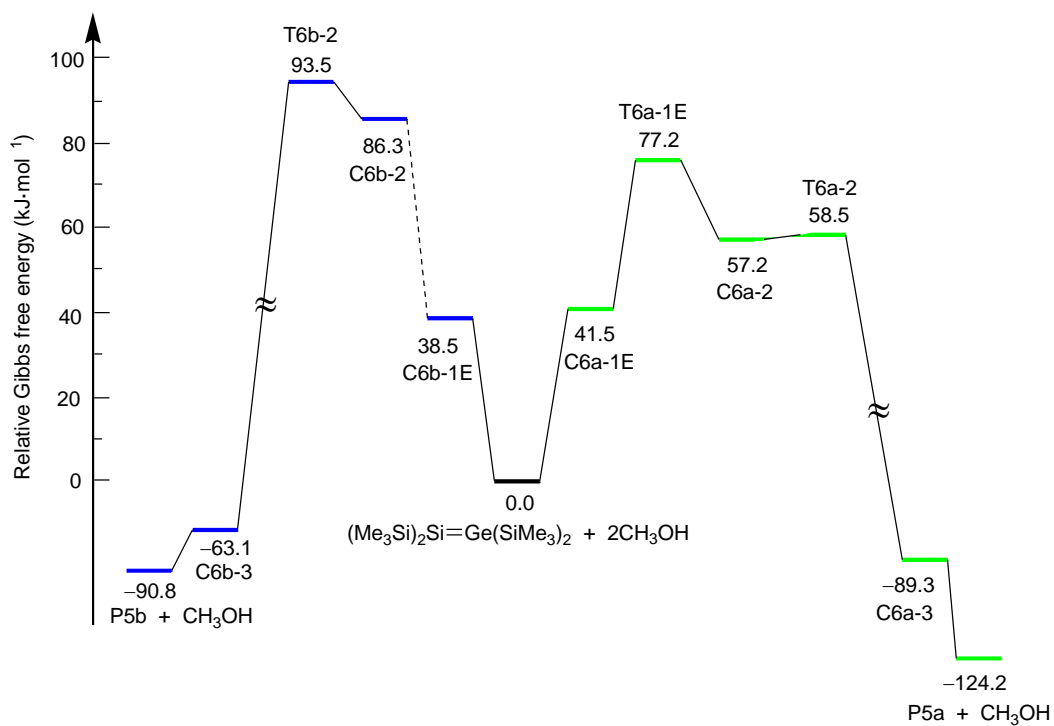 Relative Gibbs free energy (kJ·mol ¹)
100
80
60
40
20
0
T6b-2
93.5
86.3
C6b-2
38.5
C6b-1E
−63.1
C6b-3
−90.8
P5b + CH₃OH
0.0
(Me₃Si)₂Si=Ge(SiMe₃)₂ + 2CH₃OH
41.5
C6a-1E
T6a-1E
77.2
57.2
C6a-2
T6a-2
58.5
−89.3
C6a-3
−124.2
P5a + CH₃OH